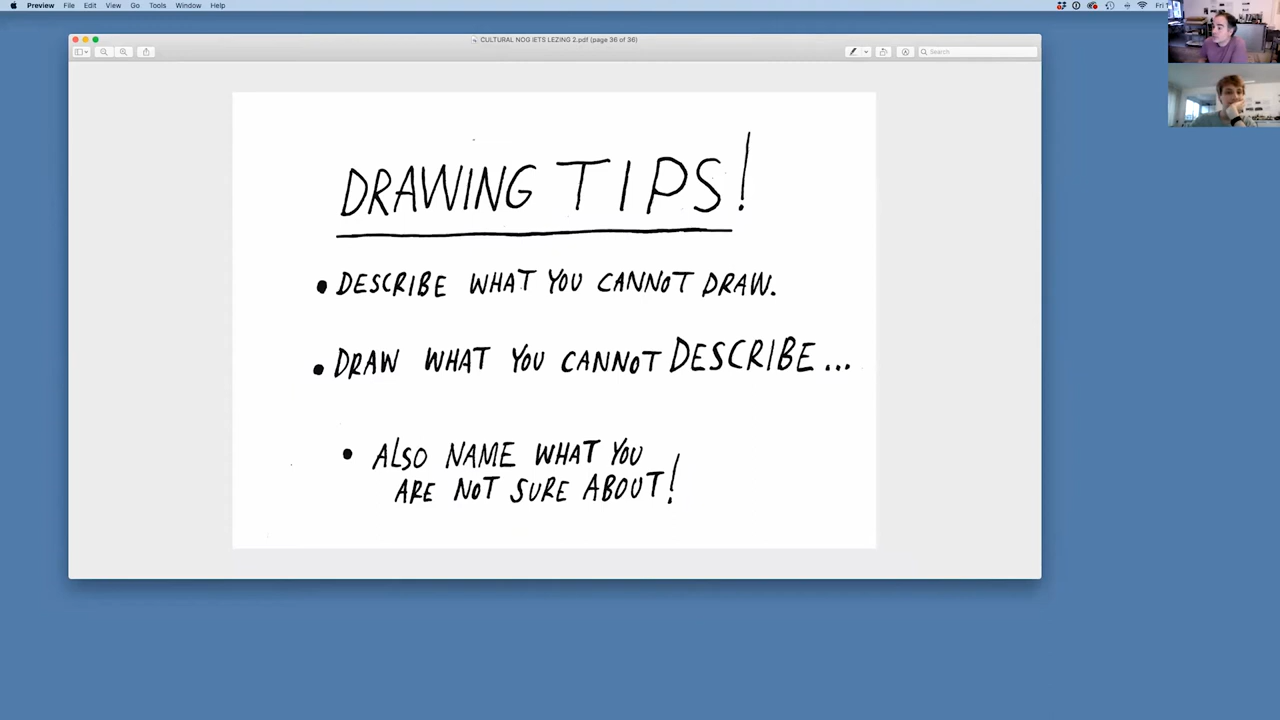 Preview File Edit View Go Tools Window Help
Fri
CULTURAL NOG IETS LEZING 2.pdf (page 36 of 36)
Search
DRAWING TIPS!
• DESCRIBE WHAT YOU CANNOT DRAW.
• DRAW WHAT YOU CANNOT DESCRIBE...
• ALSO NAME WHAT YOU
ARE NOT SURE ABOUT!